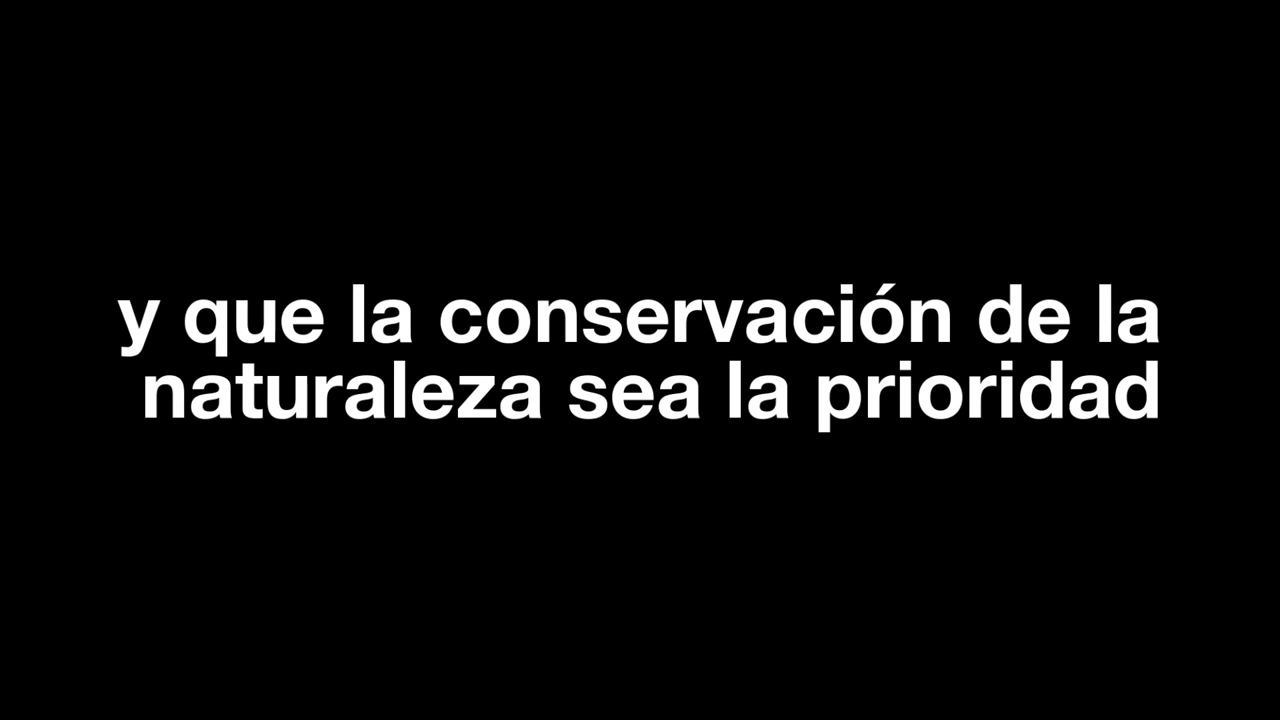 y que la conservación de la
naturaleza sea la prioridad